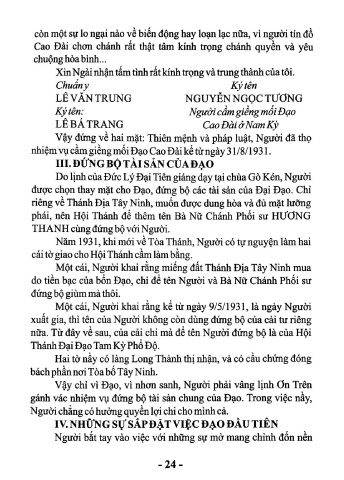 còn một sự lo ngại nào về biến động hay loạn lạc nữa, vì người tín đồ
Cao Đài chơn chánh rất thật tâm kính trọng chánh quyền và yêu
chuộng hòa bình...
Xin Ngài nhận tấm tình rất kính trọng và trung thành của tôi.
Chuẩn y Ký tên
LÊ VĂN TRUNG NGUYỄN NGỌC TƯƠNG
Ký tên: Người cầm giềng mối Đạo
LÊ BÁ TRANG Cao Đài ở Nam Kỳ
Vậy đứng về hai mặt: Thiên mệnh và pháp luật, Người đã thọ
nhiệm vụ cầm giềng mối Đạo Cao Đài kể từ ngày 31/8/1931.
III. ĐỨNG BỘ TÀI SẢN CỦA ĐẠO
Do lịnh của Đức Lý Đại Tiên giáng dạy tại chùa Gò Kén, Người
được chọn thay mặt cho Đạo, đứng bộ các tài sản của Đại Đạo. Chỉ
riêng về Thánh Địa Tây Ninh, muốn được dung hòa và đủ mặt lưỡng
phái, nên Hội Thánh để thêm tên Bà Nữ Chánh Phối sư HƯƠNG
THANH cùng đứng bộ với Người.
Năm 1931, khi mới về Tòa Thánh, Người có tự nguyện làm hai
cái tờ giao cho Hội Thánh cầm làm bằng.
Một cái, Người khai rằng miếng đất Thánh Địa Tây Ninh mua
do tiền bạc của bổn Đạo, chỉ để tên Người và Bà Nữ Chánh Phối sư
đứng bộ giùm mà thôi.
Một cái, Người khai rằng kể từ ngày 9/5/1931, là ngày Người
xuất gia, thì tên của Người không còn dùng đứng bộ của cải tư riêng
nữa. Từ đây về sau, của cải chi mà để tên Người đứng bộ là của Hội
Thánh Đại Đạo Tam Kỳ Phổ Độ.
Hai tờ nầy có làng Long Thành thị nhận, và có cầu chứng đóng
bách phần nơi Tòa bố Tây Ninh.
Vậy chỉ vì Đạo, vì nhơn sanh, Người phải vâng lịnh Ơn Trên
gánh vác nhiệm vụ đứng bộ tài sản chung của Đạo. Trong việc nầy,
Người chẳng có hưởng quyền lợi chi cho mình cả.
IV. NHỮNG SỰ SẮP ĐẶT VIỆC ĐẠO ĐẦU TIÊN
Người bắt tay vào việc với những sự mở mang chỉnh đốn nền
- 24 -